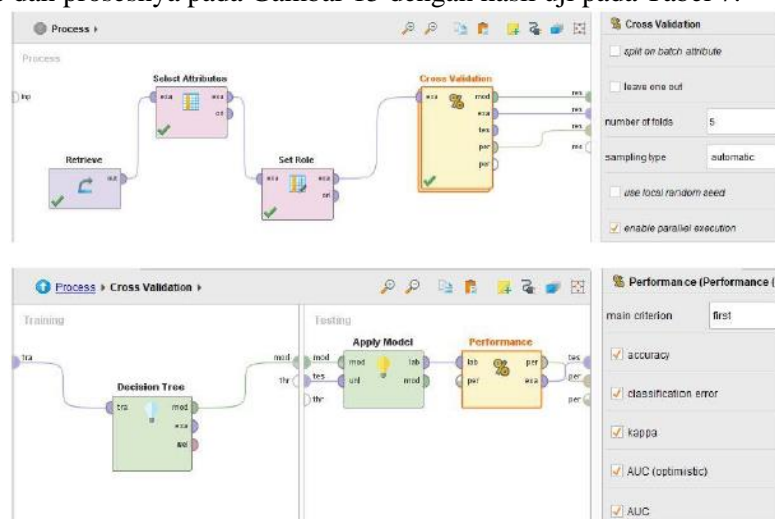 dan prosesnya pada Gambar 15 dengan hasil uji pada Tabel 7.
Process
Cross Validation
Process
split on batch attribute
inp
Select Attributes
Cross Validation
leave one out
exa
exa
ori
exa
mod
exa
tes
per
per
res
res
res
res
number of folds
5
Retrieve
out
Set Role
exa
exa
ori
sampling type
automatic
use local random seed
enable parallel execution
Process
Cross Validation
Performance (Performance (
Training
Testing
main criterion
first
tra
mod
thr
mod
tes
thr
Apply Model
mod
unl
lab
mod
Performance
lab
per
per
exa
tes
per
per
accuracy
Decision Tree
tra
mod
exa
wei
classification error
kappa
AUC (optimistic)
AUC